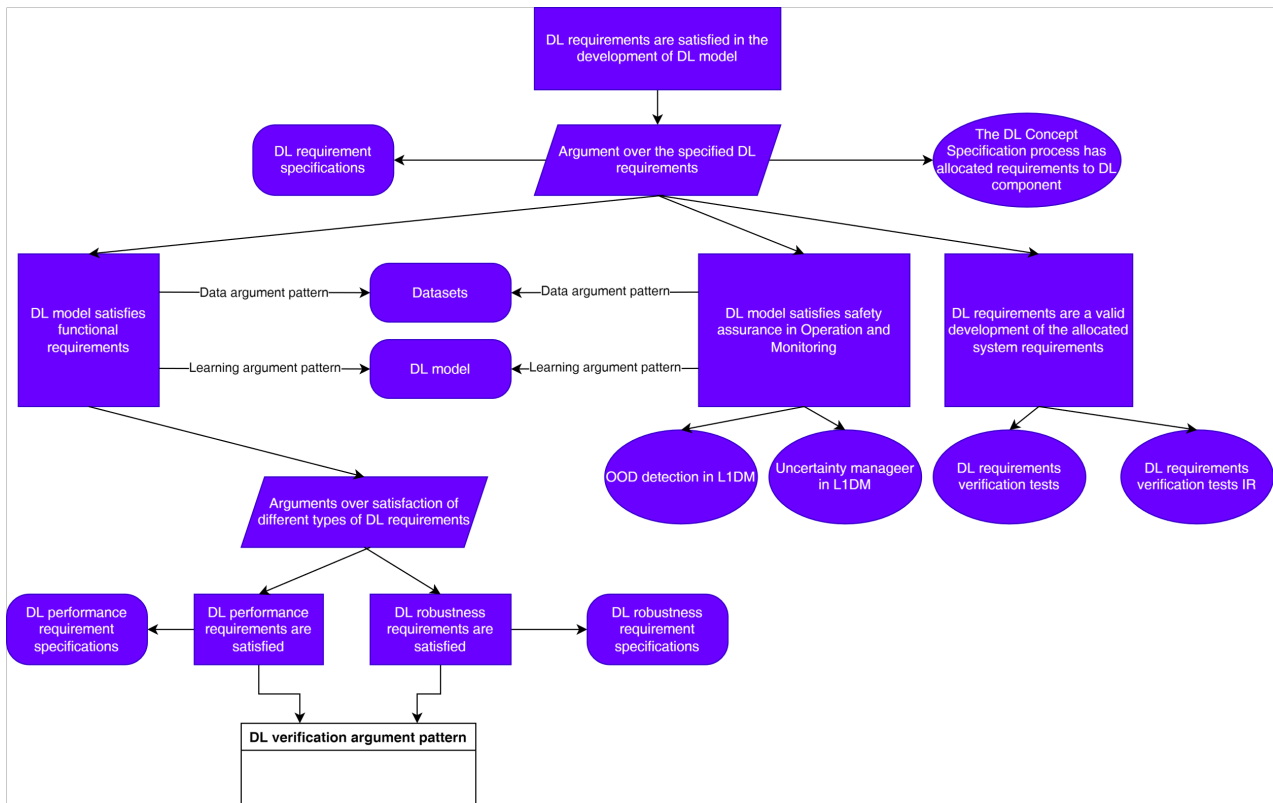 DL requirements are satisfied in the
development of DL model
DL requirement
specifications
Argument over the specified DL
requirements
The DL Concept
Specification process has
allocated requirements to DL
component
DL model satisfies
functional
requirements
Data argument pattern
Datasets
Data argument pattern
Learning argument pattern
DL model
Learning argument pattern
DL model satisfies safety
assurance in Operation and
Monitoring
DL requirements are a valid
development of the allocated
system requirements
OOD detection in L1DM
Uncertainty manageer
in L1DM
DL requirements
verification tests
DL requirements
verification tests IR
Arguments over satisfaction of
different types of DL requirements
DL performance
requirement
specifications
DL performance
requirements are
satisfied
DL robustness
requirements are
satisfied
DL robustness
requirement
specifications
DL verification argument pattern